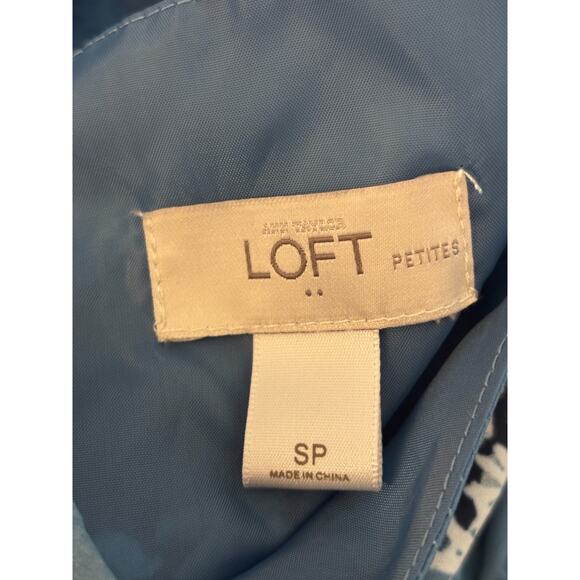 ANN TAYLOR
LOFT PETITES
SP
MADE IN CHINA